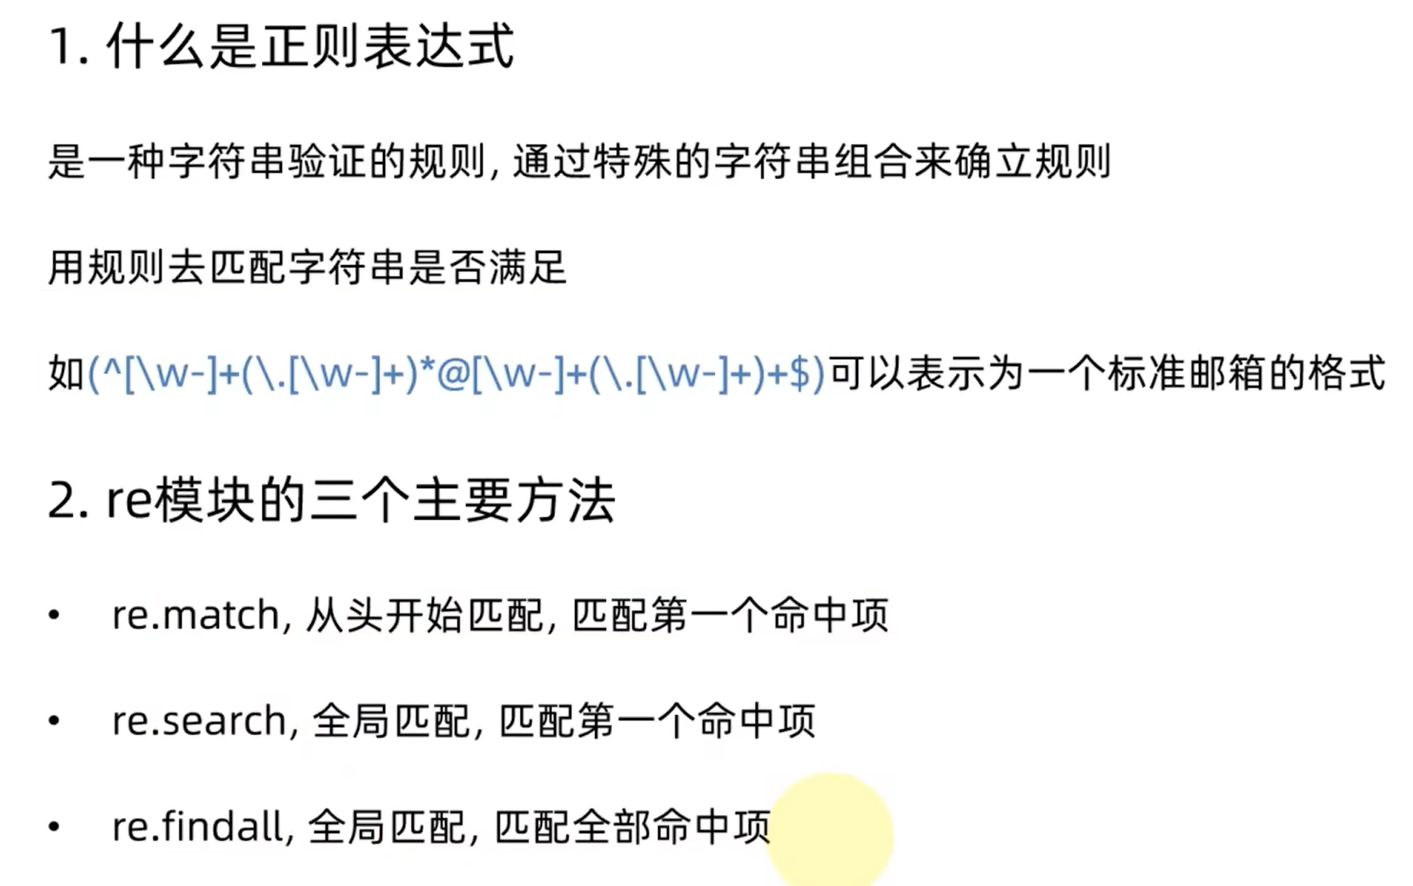 1. 什么是正则表达式
是一种字符串验证的规则, 通过特殊的字符串组合来确立规则
用规则去匹配字符串是否满足
如(^[\w-]+(\.[\w-]+)*@[\w-]+(\.[\w-]+)+$)可以表示为一个标准邮箱的格式
2. re模块的三个主要方法
• re.match, 从头开始匹配, 匹配第一个命中项
• re.search, 全局匹配, 匹配第一个命中项
• re.findall, 全局匹配, 匹配全部命中项